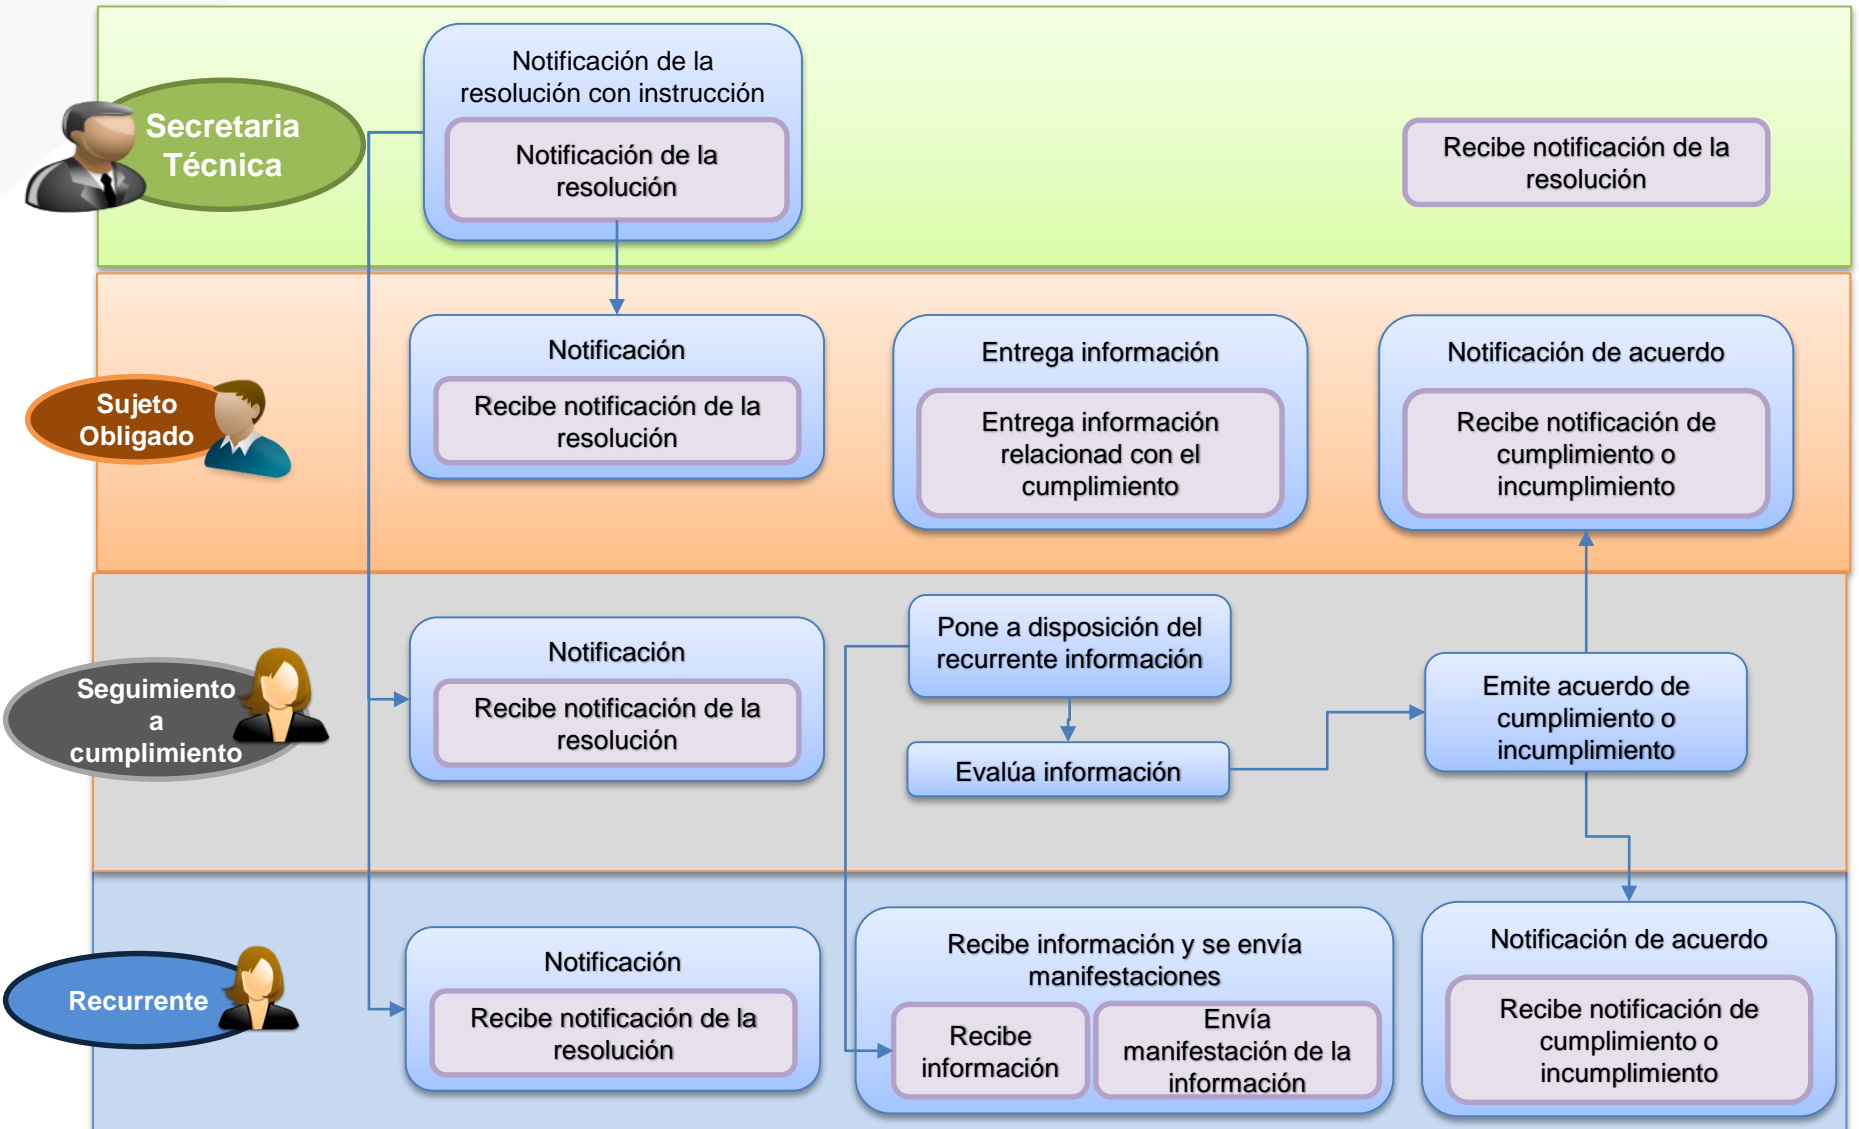 Secretaria
Técnica
Notificación de la
resolución con instrucción
Notificación de la
resolución
Recibe notificación de la
resolución
Sujeto
Obligado
Notificación
Recibe notificación de la
resolución
Entrega información
Entrega información
relacionad con el
cumplimiento
Notificación de acuerdo
Recibe notificación de
cumplimiento o
incumplimiento
Seguimiento
a
cumplimiento
Notificación
Recibe notificación de la
resolución
Pone a disposición del
recurrente información
Evalúa información
Emite acuerdo de
cumplimiento o
incumplimiento
Recurrente
Notificación
Recibe notificación de la
resolución
Recibe información y se envía
manifestaciones
Recibe
información
Envía
manifestación de la
información
Notificación de acuerdo
Recibe notificación de
cumplimiento o
incumplimiento